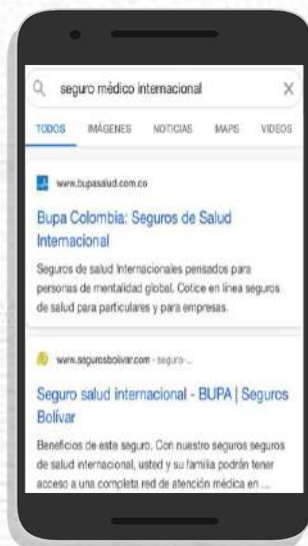 seguro médico internacional
TODOS IMÁGENES NOTICIAS MAPS VIDEOS
www.bupasalud.com.co
Bupa Colombia: Seguros de Salud
Internacional
Seguros de salud Internacionales pensados para
personas de mentalidad global. Cotice en línea seguros
de salud para particulares y para empresas.
www.segurosbolivar.com - seguro-...
Seguro salud internacional - BUPA | Seguros
Bolívar
Beneficios de este seguro. Con nuestro seguros seguros
de salud internacional, usted y su familia podrán tener
acceso a una completa red de atención médica en ...